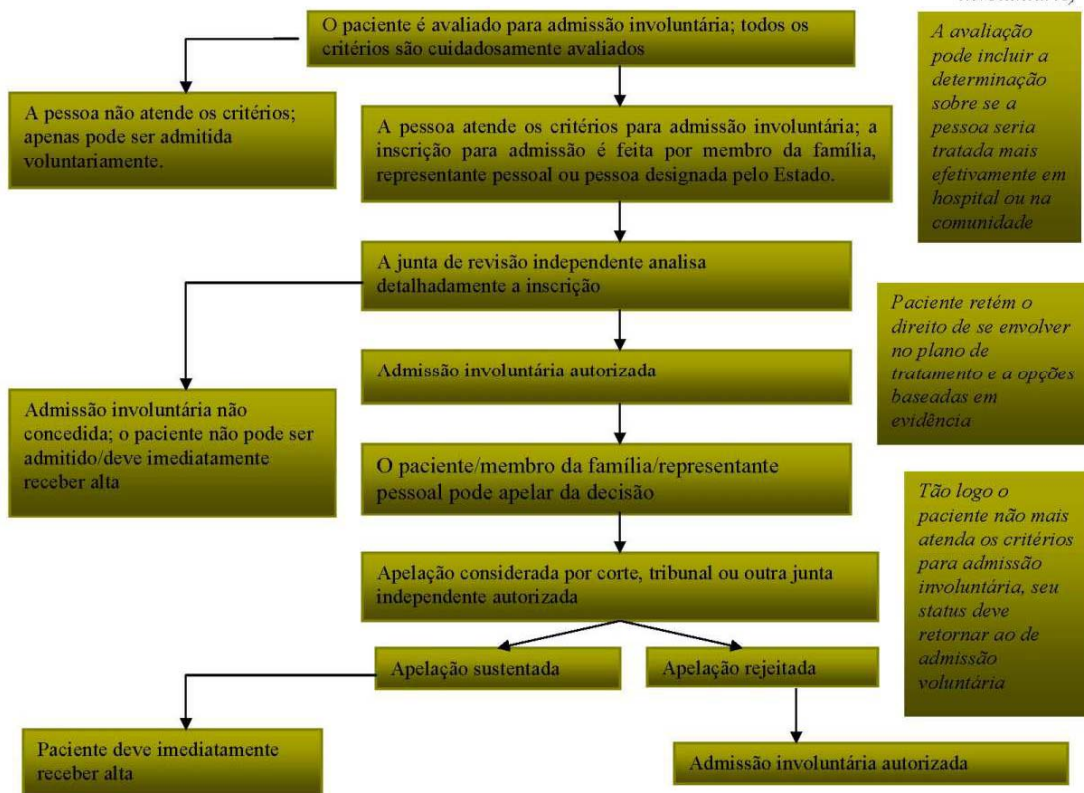 O paciente é avaliado para admissão involuntária; todos os
critérios são cuidadosamente avaliados
A pessoa não atende os critérios;
apenas pode ser admitida
voluntariamente.
A pessoa atende os critérios para admissão involuntária; a
inscrição para admissão é feita por membro da família,
representante pessoal ou pessoa designada pelo Estado.
A avaliação
pode incluir a
determinação
sobre se a
pessoa seria
tratada mais
efetivamente em
hospital ou na
comunidade
A junta de revisão independente analisa
detalhadamente a inscrição
Paciente retém o
direito de se envolver
no plano de
tratamento e a opções
baseadas em
evidência
Admissão involuntária autorizada
Admissão involuntária não
concedida; o paciente não pode ser
admitido/deve imediatamente
receber alta
O paciente/membro da família/representante
pessoal pode apelar da decisão
Tão logo o
paciente não mais
atenda os critérios
para admissão
involuntária, seu
status deve
retornar ao de
admissão
voluntária
Apelação considerada por corte, tribunal ou outra junta
independente autorizada
Apelação sustentada
Apelação rejeitada
Paciente deve imediatamente
receber alta
Admissão involuntária autorizada